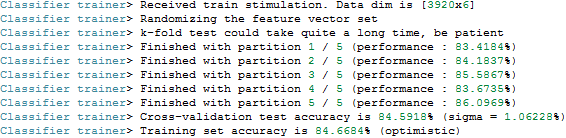 Classifier trainer> Received train stimulation. Data dim is [3920x6]
Classifier trainer> Randomizing the feature vector set
Classifier trainer> k-fold test could take quite a long time, be patient
Classifier trainer> Finished with partition 1 / 5 (performance : 83.4184%)
Classifier trainer> Finished with partition 2 / 5 (performance : 84.1837%)
Classifier trainer> Finished with partition 3 / 5 (performance : 85.5867%)
Classifier trainer> Finished with partition 4 / 5 (performance : 83.6735%)
Classifier trainer> Finished with partition 5 / 5 (performance : 86.0969%)
Classifier trainer> Cross-validation test accuracy is 84.5918% (sigma = 1.06228%)
Classifier trainer> Training set accuracy is 84.6684% (optimistic)